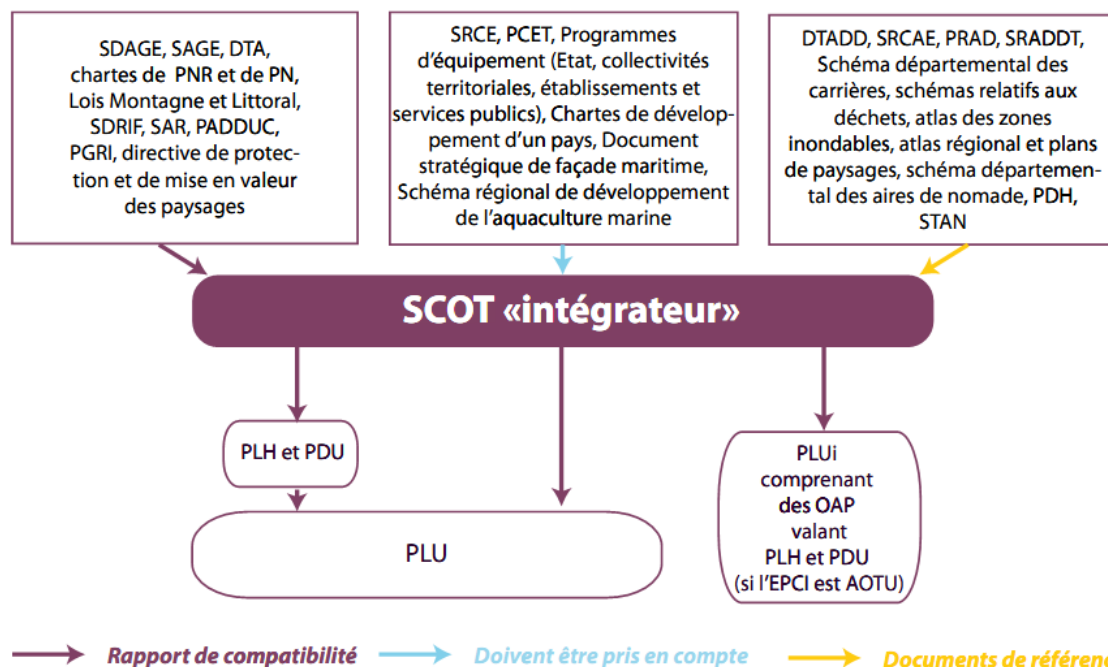 SDAGE, SAGE, DTA,
chartes de PNR et de PN,
Lois Montagne et Littoral,
SDRIF, SAR, PADDUC,
PGRI, directive de protec-
tion et de mise en valeur
des paysages
SRCE, PCET, Programmes
d'équipement (Etat, collectivités
territoriales, établissements et
services publics), Chartes de dévelop-
pement d'un pays, Document
stratégique de façade maritime,
Schéma régional de développement
de l'aquaculture marine
DTADD, SRCAE, PRAD, SRADDT,
Schéma départemental des
carrières, schémas relatifs aux
déchets, atlas des zones
inondables, atlas régional et plans
de paysages, schéma départemen-
tal des aires de nomade, PDH,
STAN
SCOT «intégrateur»
PLH et PDU
PLU
PLUi
comprenant
des OAP
valant
PLH et PDU
(si l'EPCI est AOTU)
Rapport de compatibilité
Doivent être pris en compte
Documents de référen